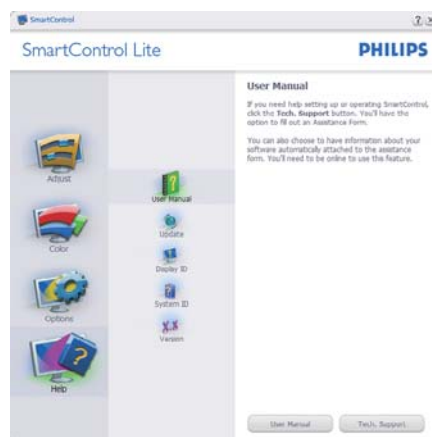 SmartControl
SmartControl Lite
PHILIPS
Adjust
Color
Options
Help
User Manual
Update
Display ID
System ID
Version
User Manual
If you need help setting up or operating SmartControl,
click the Tech. Support button. You'll have the
option to fill out an Assistance Form.
You can also choose to have information about your
software automatically attached to the assistance
form. You'll need to be online to use this feature.
User Manual
Tech. Support